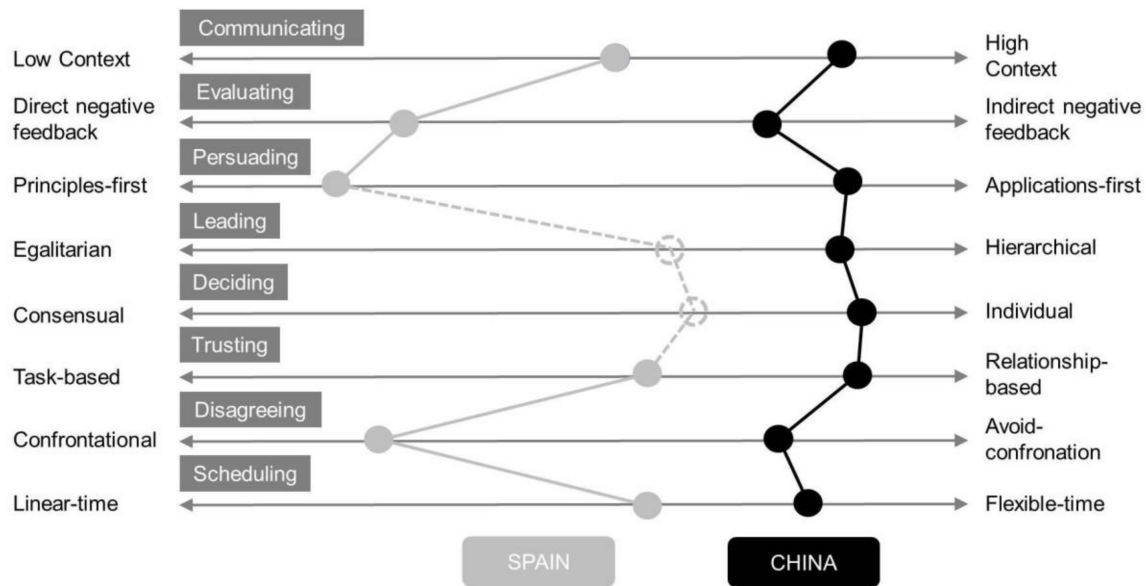 Communicating
Low Context
High
Context
Evaluating
Direct negative
feedback
Indirect negative
feedback
Persuading
Principles-first
Applications-first
Leading
Egalitarian
Hierarchical
Deciding
Consensual
Individual
Trusting
Task-based
Relationship-
based
Disagreeing
Confrontational
Avoid-
confronation
Scheduling
Linear-time
Flexible-time
SPAIN
CHINA